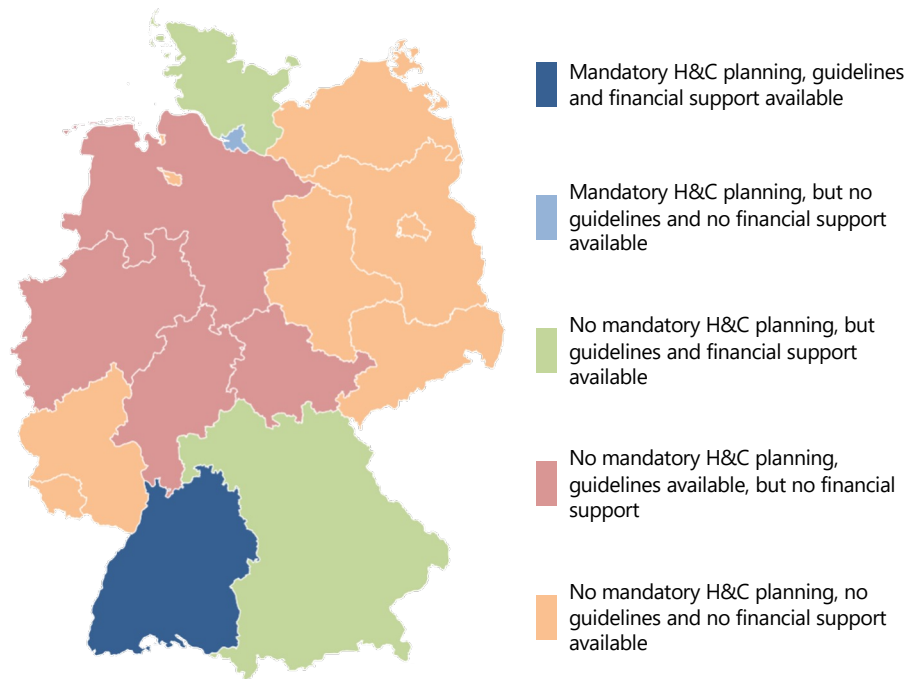 Mandatory H&C planning, guidelines
and financial support available
Mandatory H&C planning, but no
guidelines and no financial support
available
No mandatory H&C planning, but
guidelines and financial support
available
No mandatory H&C planning,
guidelines available, but no financial
support
No mandatory H&C planning, no
guidelines and no financial support
available